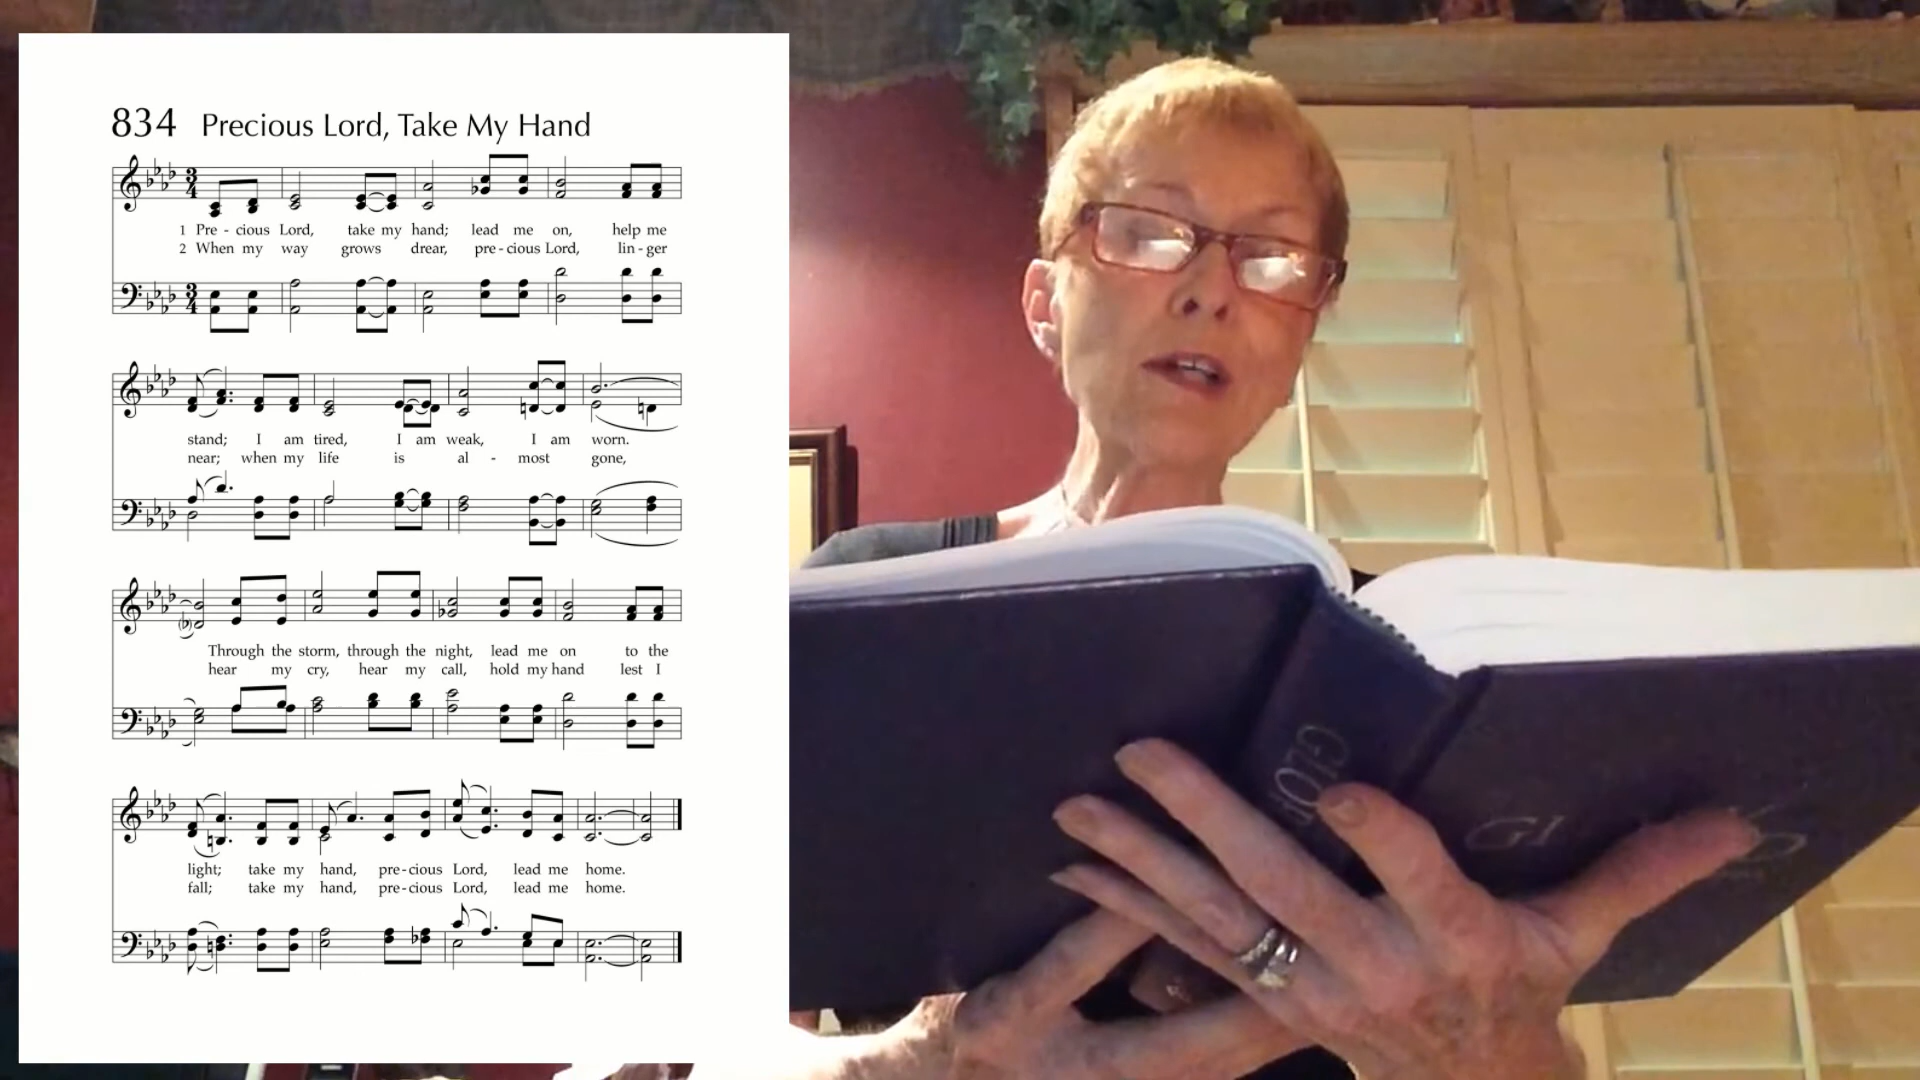 834 Precious Lord, Take My Hand
1 Pre - cious Lord, take my hand; lead me on, help me
2 When my way grows drear, pre - cious Lord, lin - ger
stand; I am tired, I am weak, I am worn.
near; when my life is al - most gone,
Through the storm, through the night, lead me on to the
hear my cry, hear my call, hold my hand lest I
light; take my hand, pre - cious Lord, lead me home.
fall; take my hand, pre - cious Lord, lead me home.